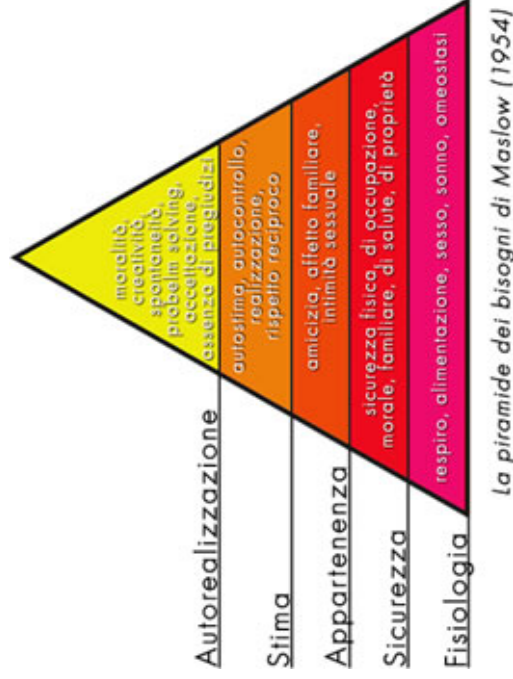 moralità,
creatività,
spontaneità,
probelm solving,
accettazione,
assenza di pregiudizi
Autorealizzazione
autostima, autocontrollo,
realizzazione,
rispetto reciproco
Stima
amicizia, affetto familiare,
intimità sessuale
Appartenenza
sicurezza fisica, di occupazione,
morale, familiare, di salute, di proprietà
Sicurezza
respiro, alimentazione, sesso, sonno, omeostasi
Fisiologia
La piramide dei bisogni di Maslow (1954)